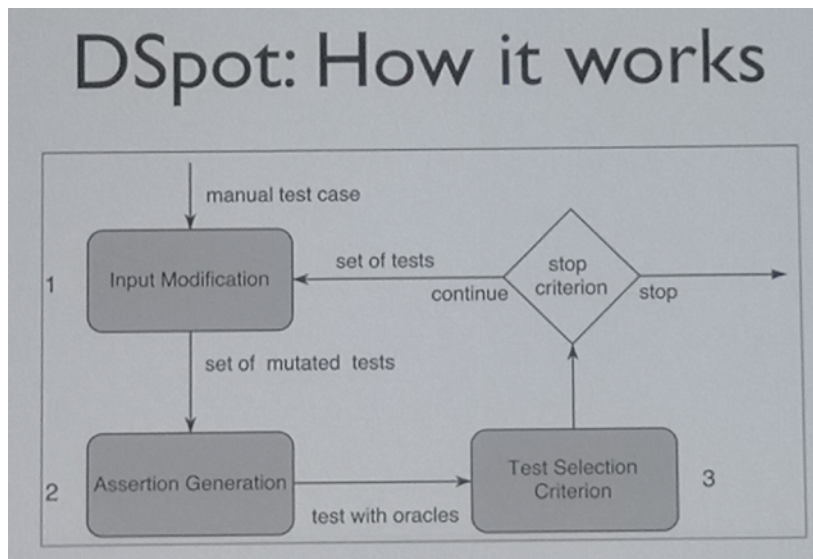 DSpot: How it works
manual test case
1
Input Modification
set of tests
continue
stop
criterion
stop
set of mutated tests
2
Assertion Generation
test with oracles
Test Selection
Criterion
3